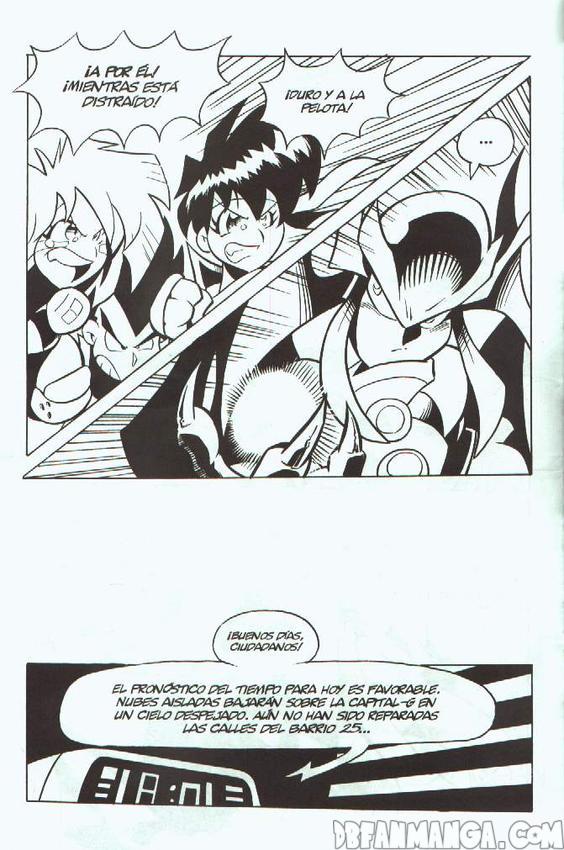 ¡A POR ÉL!
¡MIENTRAS ESTÁ
DISTRAÍDO!
¡DURO Y A LA
PELOTA!
...
¡BUENOS DÍAS,
CIUDADANOS!
EL PRONÓSTICO DEL TIEMPO PARA HOY ES FAVORABLE.
NUBES AISLADAS BAJARÁN SOBRE LA CAPITAL-G EN
UN CIELO DESPEJADO. AÚN NO HAN SIDO REPARADAS
LAS CALLES DEL BARRIO 25...
DBFANMANGA.COM